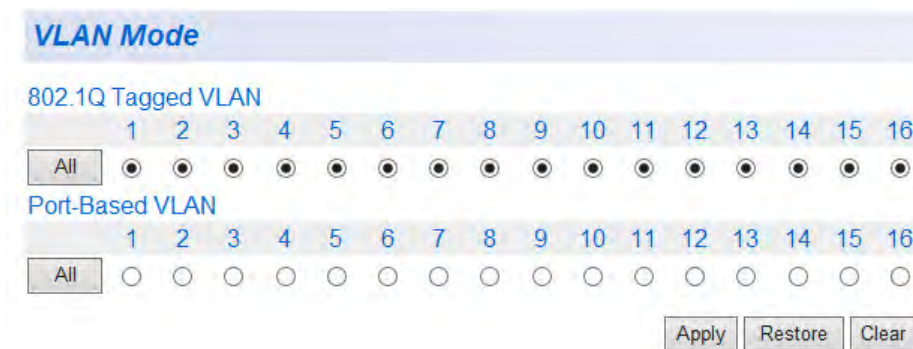 VLAN Mode
802.1Q Tagged VLAN
1 2 3 4 5 6 7 8 9 10 11 12 13 14 15 16
All
Port-Based VLAN
1 2 3 4 5 6 7 8 9 10 11 12 13 14 15 16
All
Apply Restore Clear